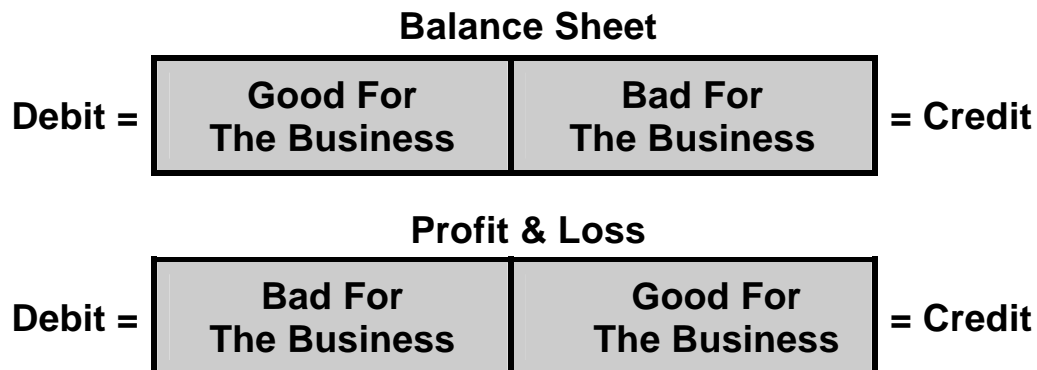 Balance Sheet
Debit =
Good For
The Business
Bad For
The Business
= Credit
Profit & Loss
Debit =
Bad For
The Business
Good For
The Business
= Credit